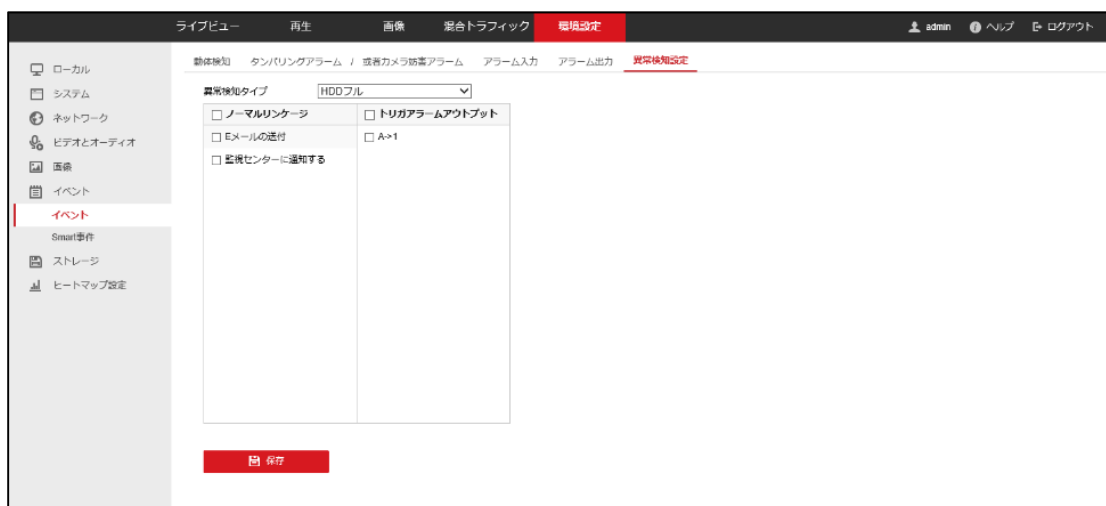 ライブビュー 再生 画像 混合トラフィック 環境設定 admin ヘルプ ログアウト
動体検知 タンパリングアラーム / 或者カメラ妨害アラーム アラーム入力 アラーム出力 異常検知設定
ローカル
システム
ネットワーク
ビデオとオーディオ
画像
イベント
イベント
Smart事件
ストレージ
ヒートマップ設定
異常検知タイプ HDDフル
ノーマルリンケージ トリガアラームアウトプット
Eメールの送付 A->1
監視センターに通知する
保存